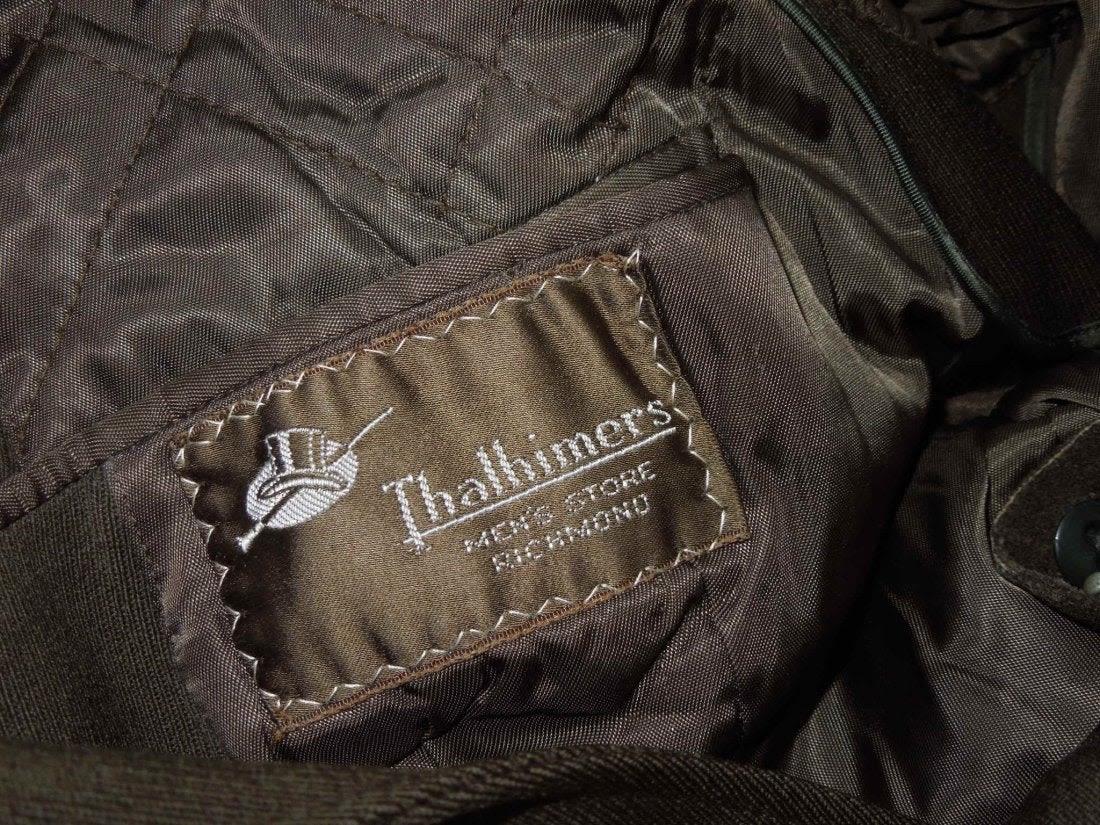 Thalhimers
MEN'S STORE
RICHMOND